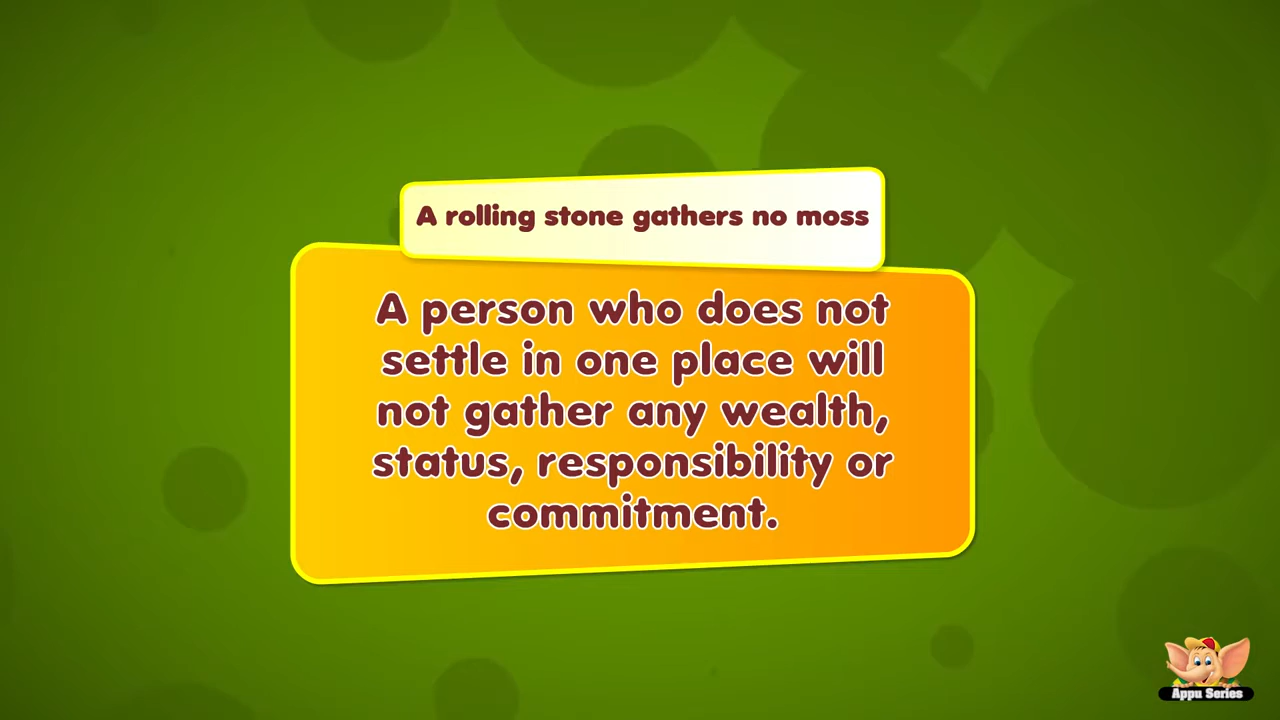 A rolling stone gathers no moss
A person who does not
settle in one place will
not gather any wealth,
status, responsibility or
commitment.
Appu Series